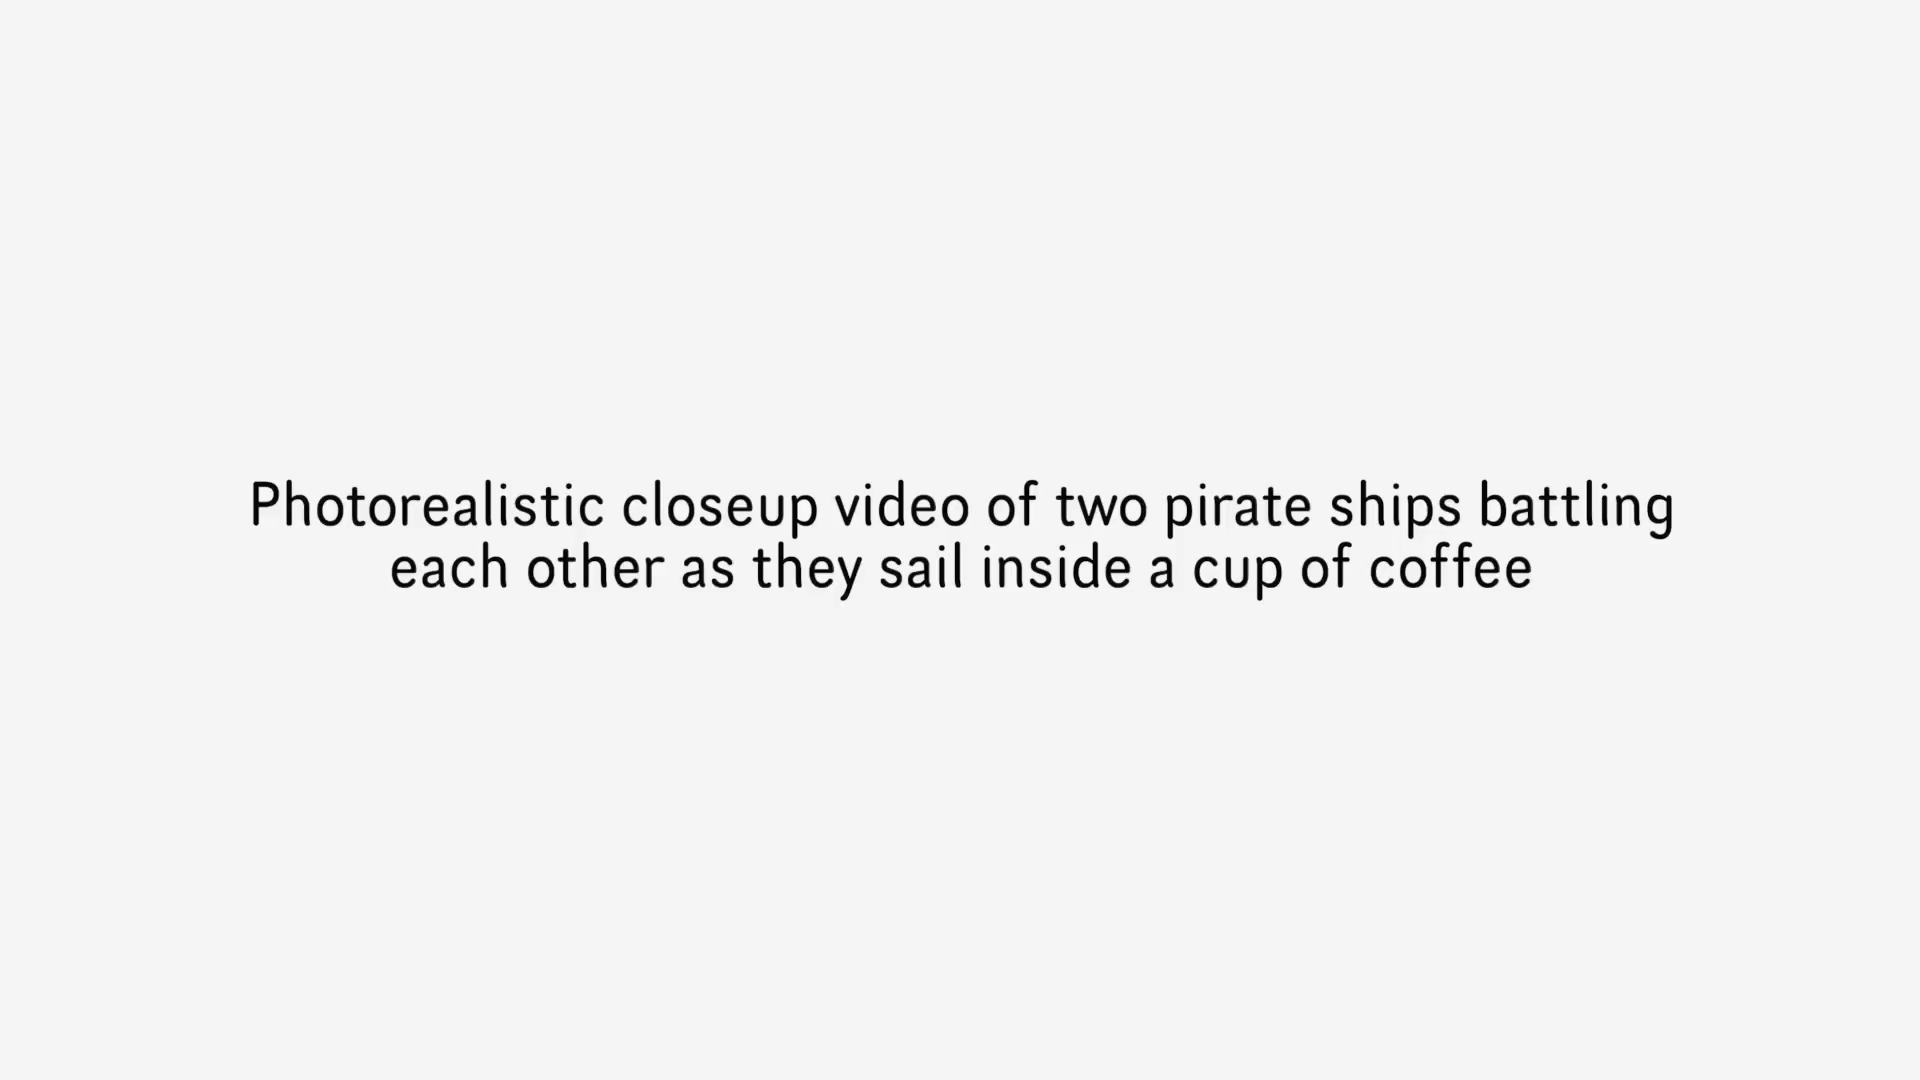 Photorealistic closeup video of two pirate ships battling
each other as they sail inside a cup of coffee